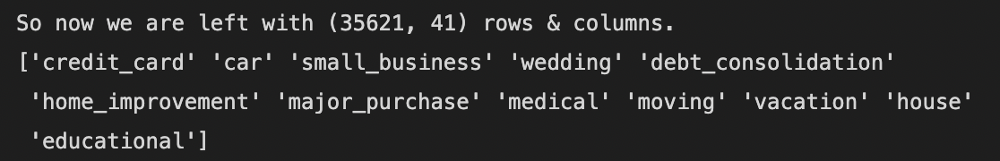 So now we are left with (35621, 41) rows & columns.
['credit_card' 'car' 'small_business' 'wedding' 'debt_consolidation'
 'home_improvement' 'major_purchase' 'medical' 'moving' 'vacation' 'house'
 'educational']